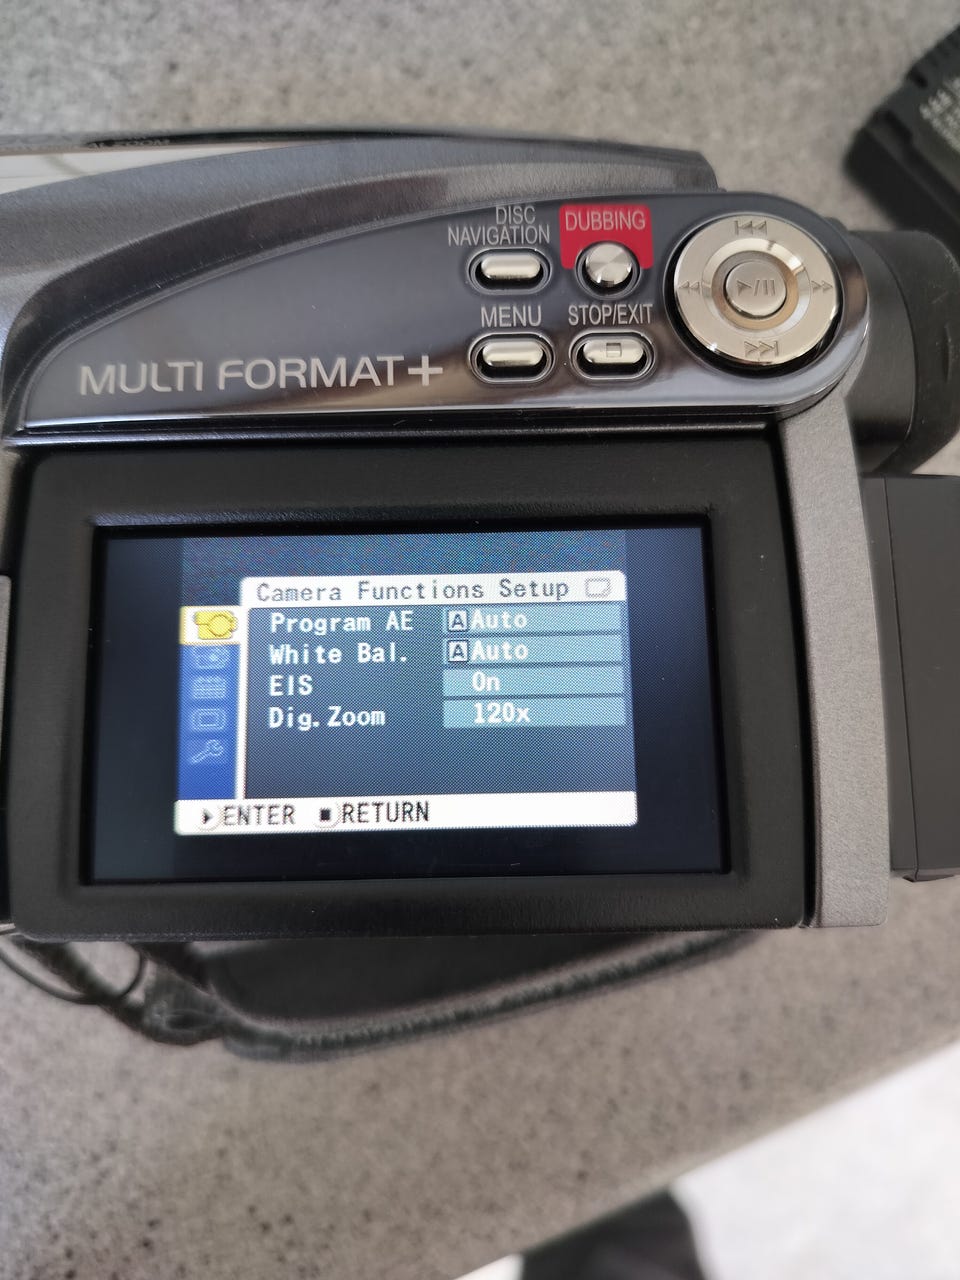 DISC
NAVIGATION
DUBBING
MENU
STOP/EXIT
MULTI FORMAT+
Camera Functions Setup
Program AE
A Auto
White Bal.
A Auto
EIS
On
Dig.Zoom
120x
ENTER
RETURN